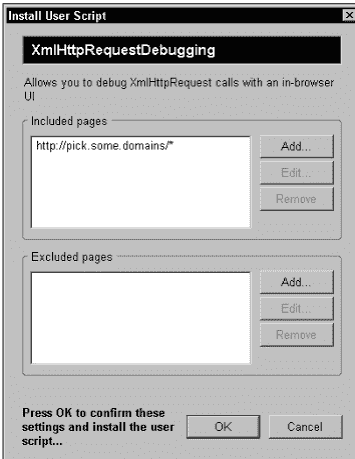 Install User Script
XmlHttpRequestDebugging
Allows you to debug XmlHttpRequest calls with an in-browser
UI
Included pages
http://pick.some.domains/*
Add...
Edit...
Remove
Excluded pages
Add...
Edit...
Remove
Press OK to confirm these
settings and install the user
script...
OK
Cancel